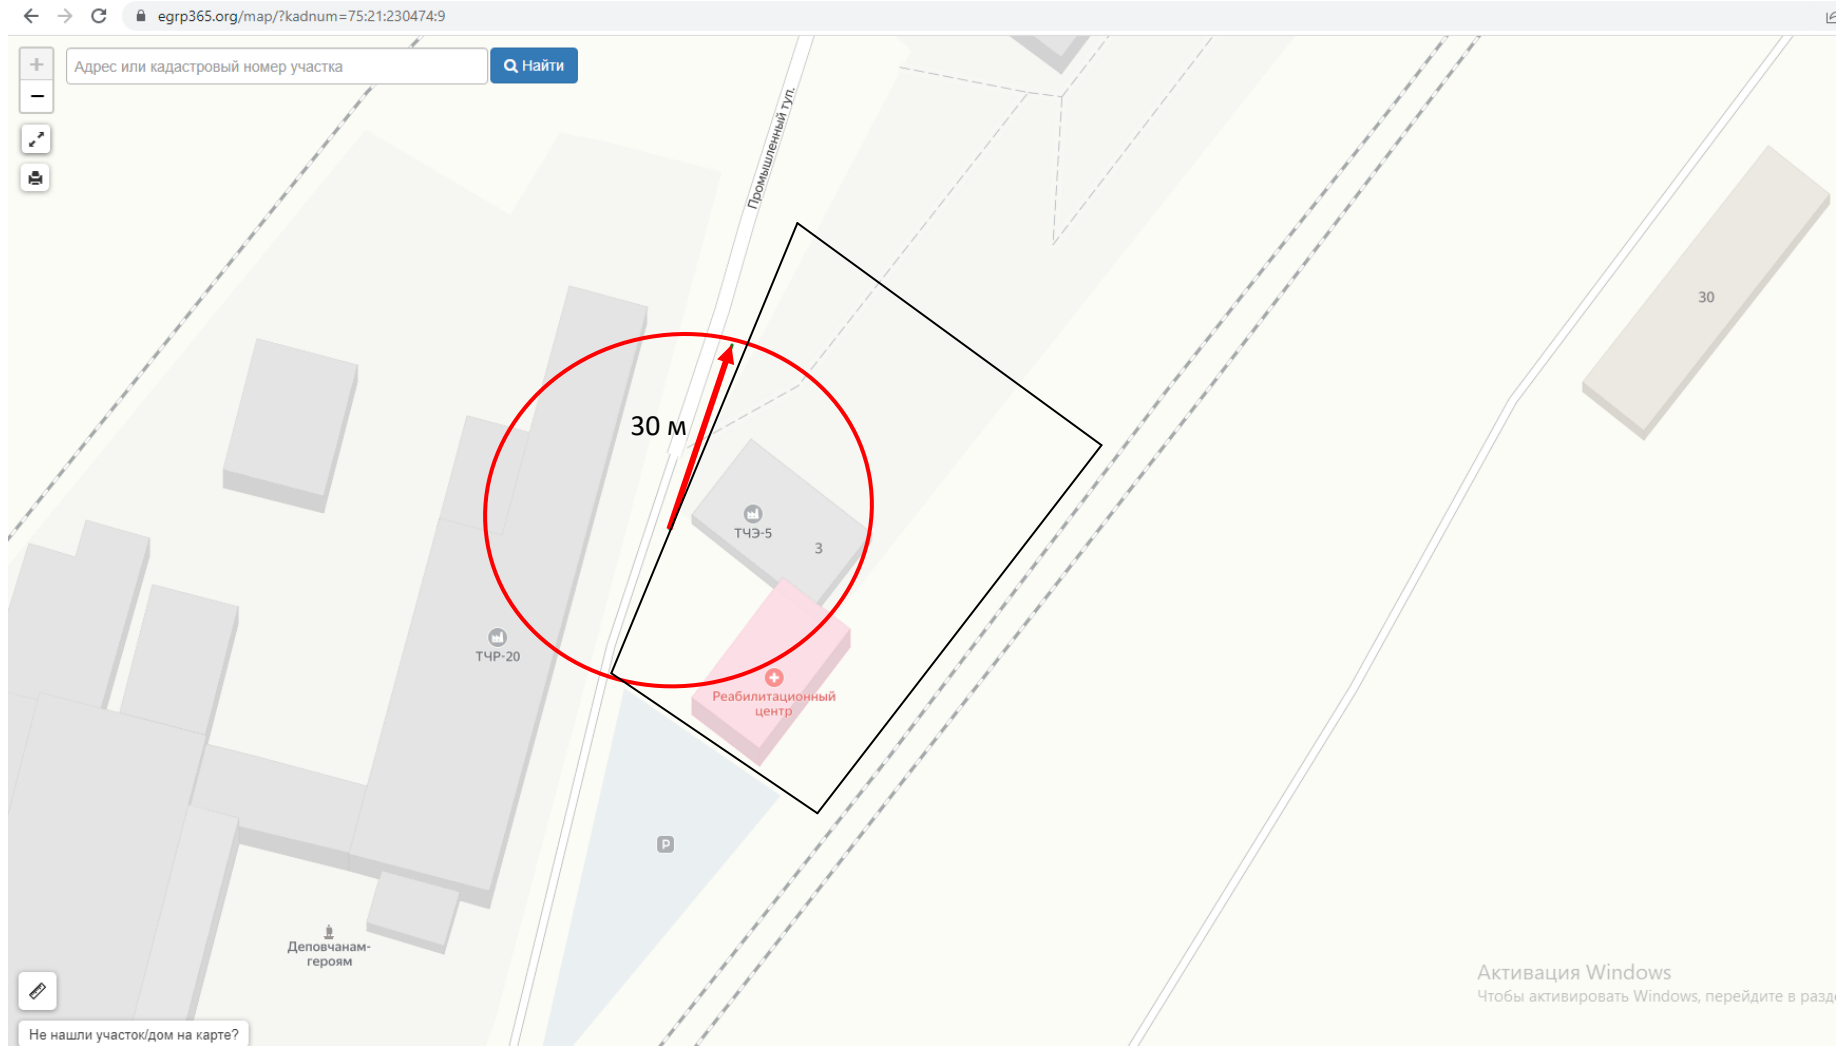 egrp365.org/map/?kadnum=75:21:230474:9
+
Адрес или кадастровый номер участка
Найти
−
Промышленный туп.
30
30 м
ТЧЭ-5
3
ТЧР-20
Реабилитационный
центр
P
Деповчанам-
героям
Активация Windows
Чтобы активировать Windows, перейдите в
Не нашли участок/дом на карте?